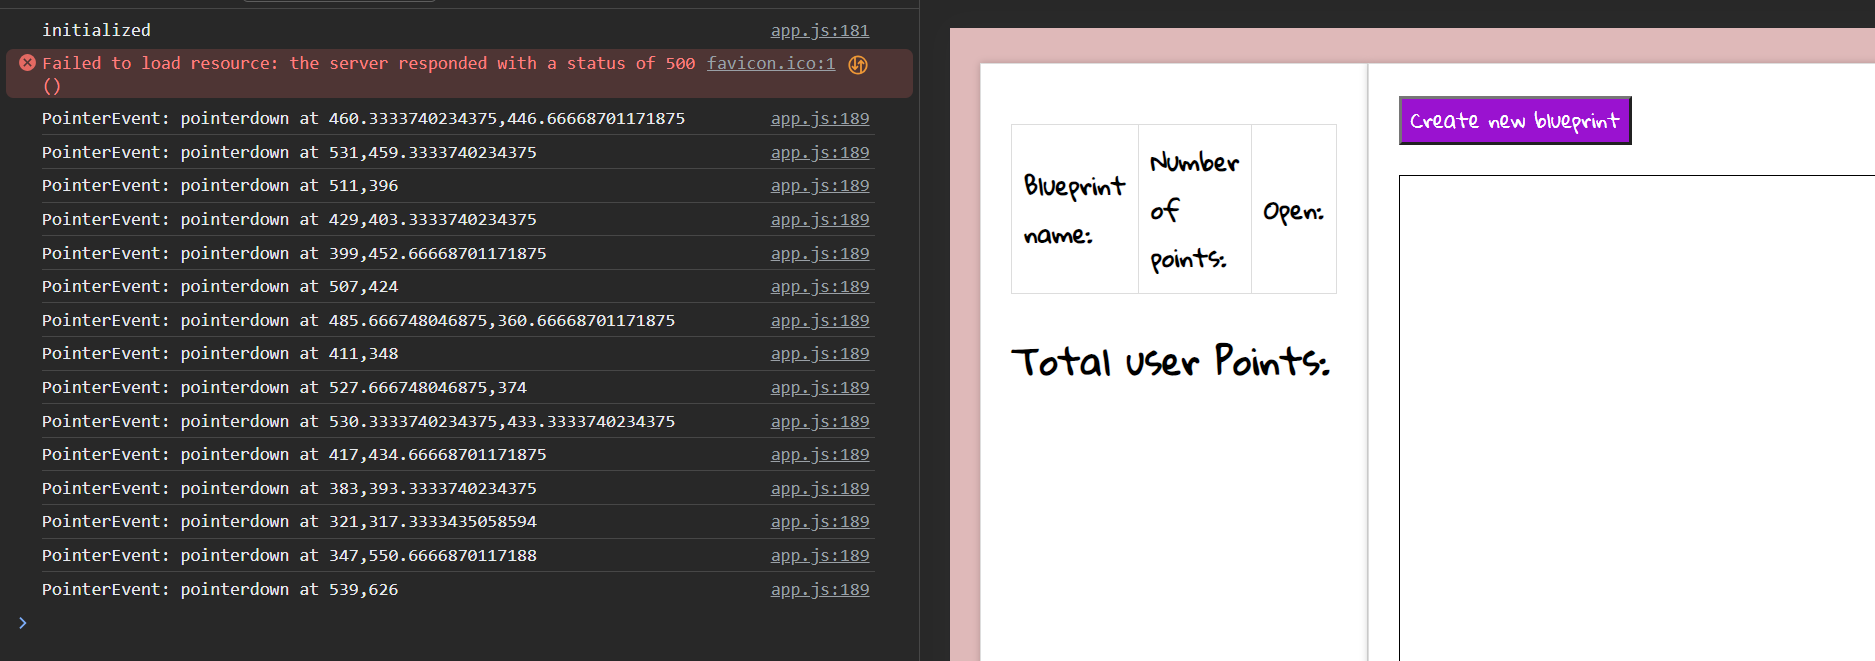 initialized app.js:181
Failed to load resource: the server responded with a status of 500 favicon.ico:1
()
PointerEvent: pointerdown at 460.3333740234375,446.66668701171875 app.js:189
PointerEvent: pointerdown at 531,459.3333740234375 app.js:189
PointerEvent: pointerdown at 511,396 app.js:189
PointerEvent: pointerdown at 429,403.3333740234375 app.js:189
PointerEvent: pointerdown at 399,452.66668701171875 app.js:189
PointerEvent: pointerdown at 507,424 app.js:189
PointerEvent: pointerdown at 485.666748046875,360.66668701171875 app.js:189
PointerEvent: pointerdown at 411,348 app.js:189
PointerEvent: pointerdown at 527.666748046875,374 app.js:189
PointerEvent: pointerdown at 530.3333740234375,433.3333740234375 app.js:189
PointerEvent: pointerdown at 417,434.66668701171875 app.js:189
PointerEvent: pointerdown at 383,393.3333740234375 app.js:189
PointerEvent: pointerdown at 321,317.3333435058594 app.js:189
PointerEvent: pointerdown at 347,550.6666870117188 app.js:189
PointerEvent: pointerdown at 539,626 app.js:189
Blueprint
name:
Number
of
points:
Open:
Total user Points:
Create new blueprint